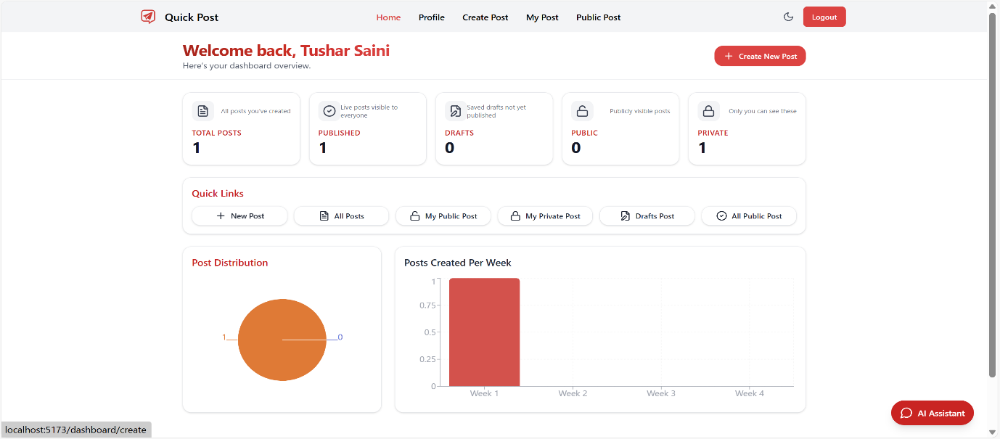 Quick Post
Home Profile Create Post My Post Public Post
Logout
Welcome back, Tushar Saini
Here's your dashboard overview.
Create New Post
All posts you've created
TOTAL POSTS
1
Live posts visible to
everyone
PUBLISHED
1
Saved drafts not yet
published
DRAFTS
0
Publicly visible posts
PUBLIC
0
Only you can see these
PRIVATE
1
Quick Links
New Post All Posts My Public Post My Private Post Drafts Post All Public Post
Post Distribution
1 0
Posts Created Per Week
1
0.75
0.5
0.25
0
Week 1 Week 2 Week 3 Week 4
AI Assistant
localhost:5173/dashboard/create